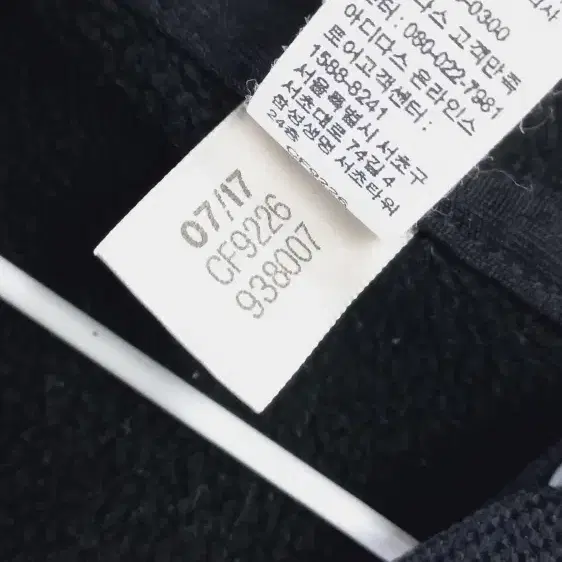 -0300
터: 080-022-7981
아디다스 고객만족
아디다스 온라인스
토어고객센터:
1588-8241
서울특별시 서초구
서초대로 74길 4
삼성생명 서초타워
24층 CF9226
07/17
CF9226
938007